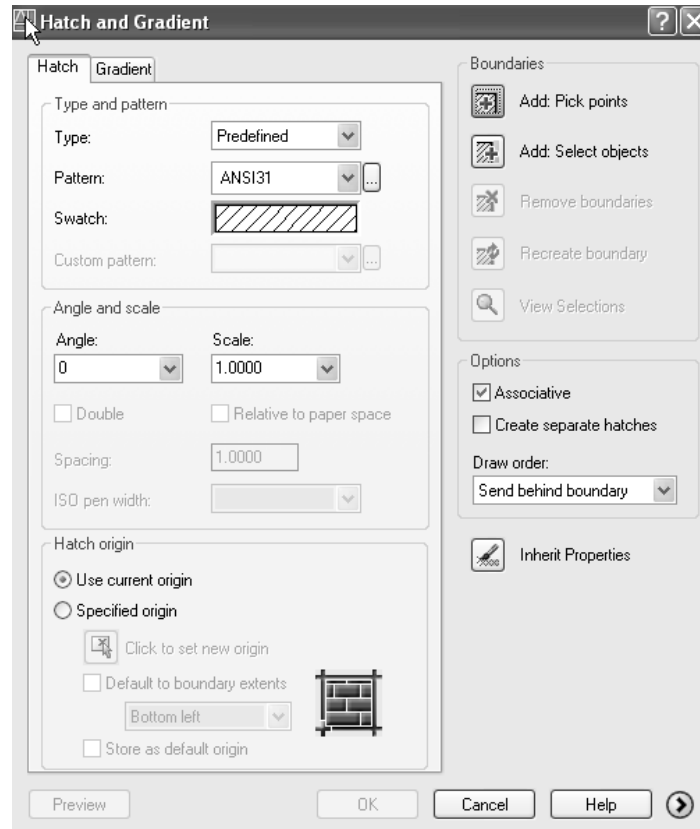 Hatch and Gradient
Hatch
Gradient
Type and pattern
Type:
Predefined
Pattern:
ANSI31
...
Swatch:
Custom pattern:
...
Angle and scale
Angle:
Scale:
0
1.0000
Double
Relative to paper space
Spacing:
1.0000
ISO pen width:
Hatch origin
Use current origin
Specified origin
Click to set new origin
Default to boundary extents
Bottom left
Store as default origin
Boundaries
Add: Pick points
Add: Select objects
Remove boundaries
Recreate boundary
View Selections
Options
Associative
Create separate hatches
Draw order:
Send behind boundary
Inherit Properties
Preview
OK
Cancel
Help